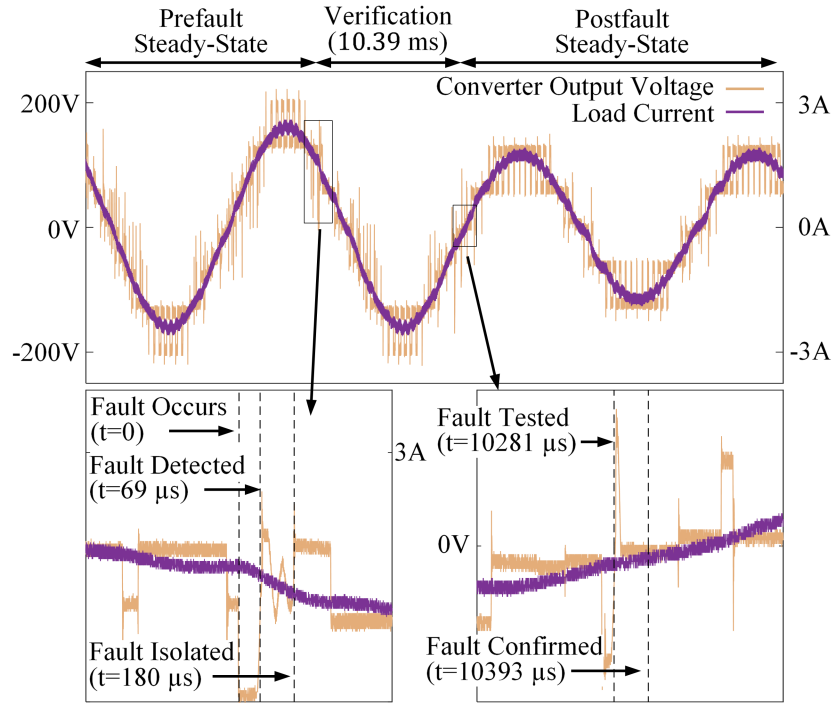 Prefault
Steady-State
Verification
(10.39 ms)
Postfault
Steady-State
200V
0V
-200V
Converter Output Voltage
Load Current
3A
0A
-3A
Fault Occurs
(t=0)
Fault Detected
(t=69 µs)
Fault Isolated
(t=180 µs)
3A
0V
Fault Tested
(t=10281 µs)
Fault Confirmed
(t=10393 µs)